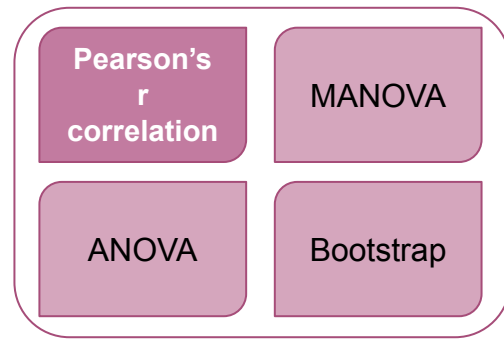 Pearson’s
r
correlation
MANOVA
ANOVA
Bootstrap